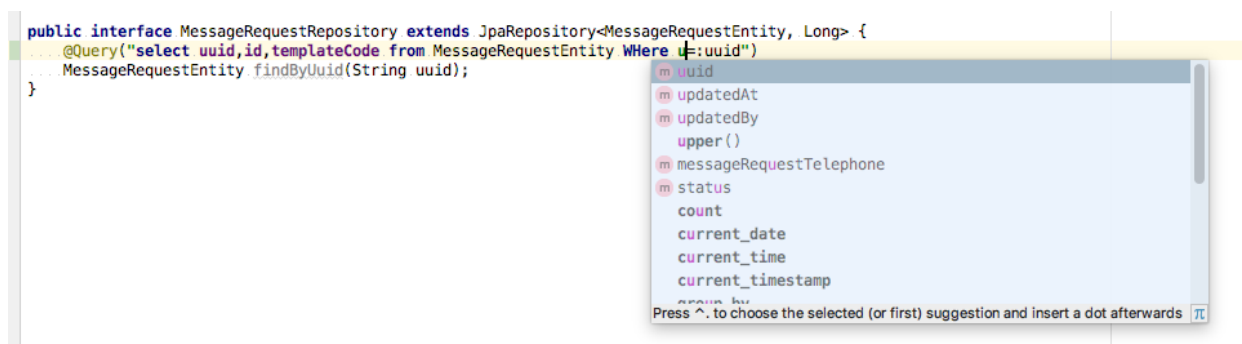 public interface MessageRequestRepository extends JpaRepository<MessageRequestEntity, Long> {
@Query("select uuid,id,templateCode from MessageRequestEntity WHere u=:uuid")
MessageRequestEntity findByUuid(String uuid);
}
m uuid
m updatedAt
m updatedBy
upper()
m messageRequestTelephone
m status
count
current_date
current_time
current_timestamp
group by
Press ^. to choose the selected (or first) suggestion and insert a dot afterwards π